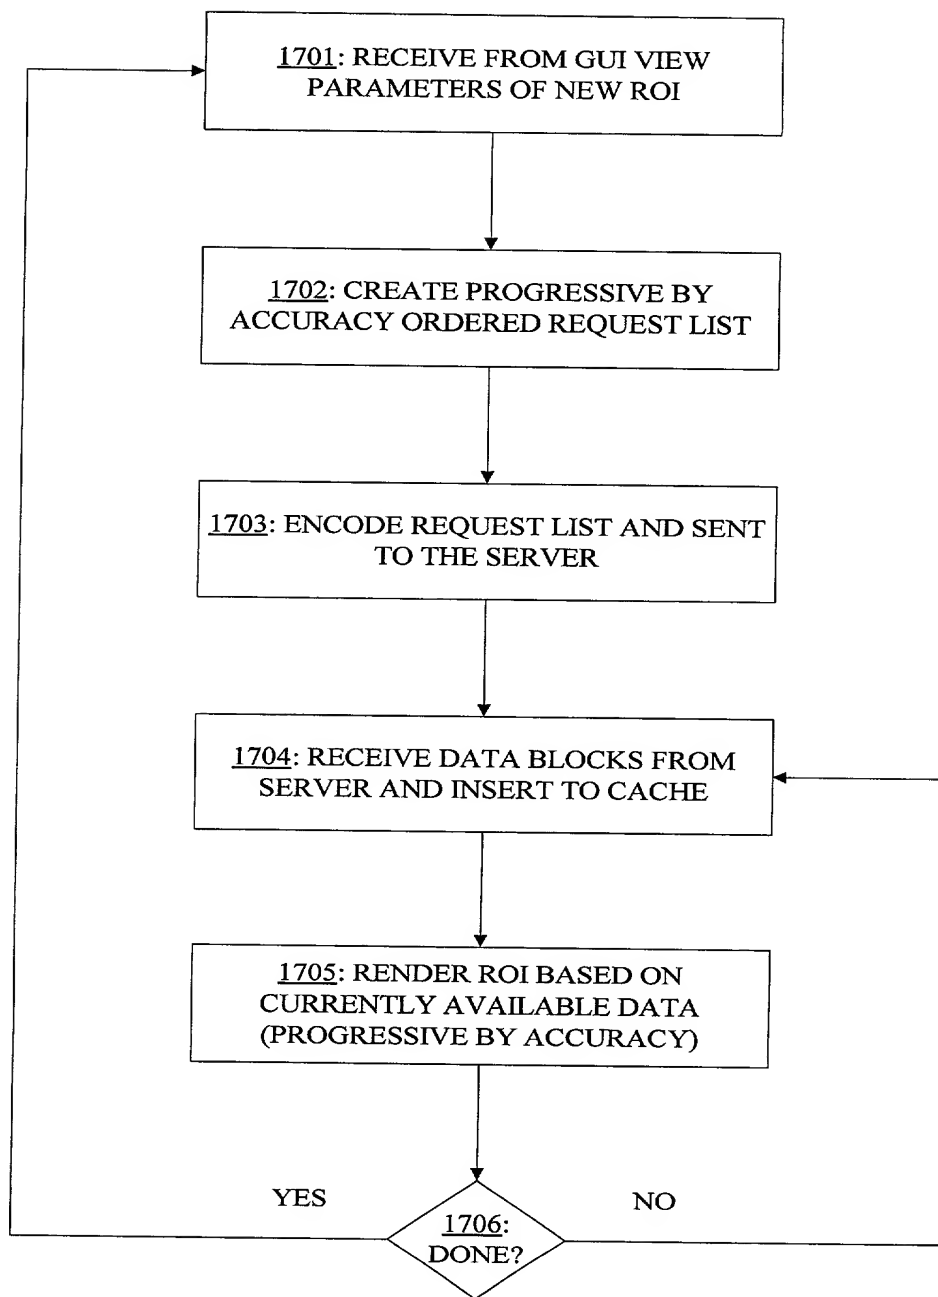 1701: RECEIVE FROM GUI VIEW
PARAMETERS OF NEW ROI
1702: CREATE PROGRESSIVE BY
ACCURACY ORDERED REQUEST LIST
1703: ENCODE REQUEST LIST AND SENT
TO THE SERVER
1704: RECEIVE DATA BLOCKS FROM
SERVER AND INSERT TO CACHE
1705: RENDER ROI BASED ON
CURRENTLY AVAILABLE DATA
(PROGRESSIVE BY ACCURACY)
YES
NO
1706:
DONE?